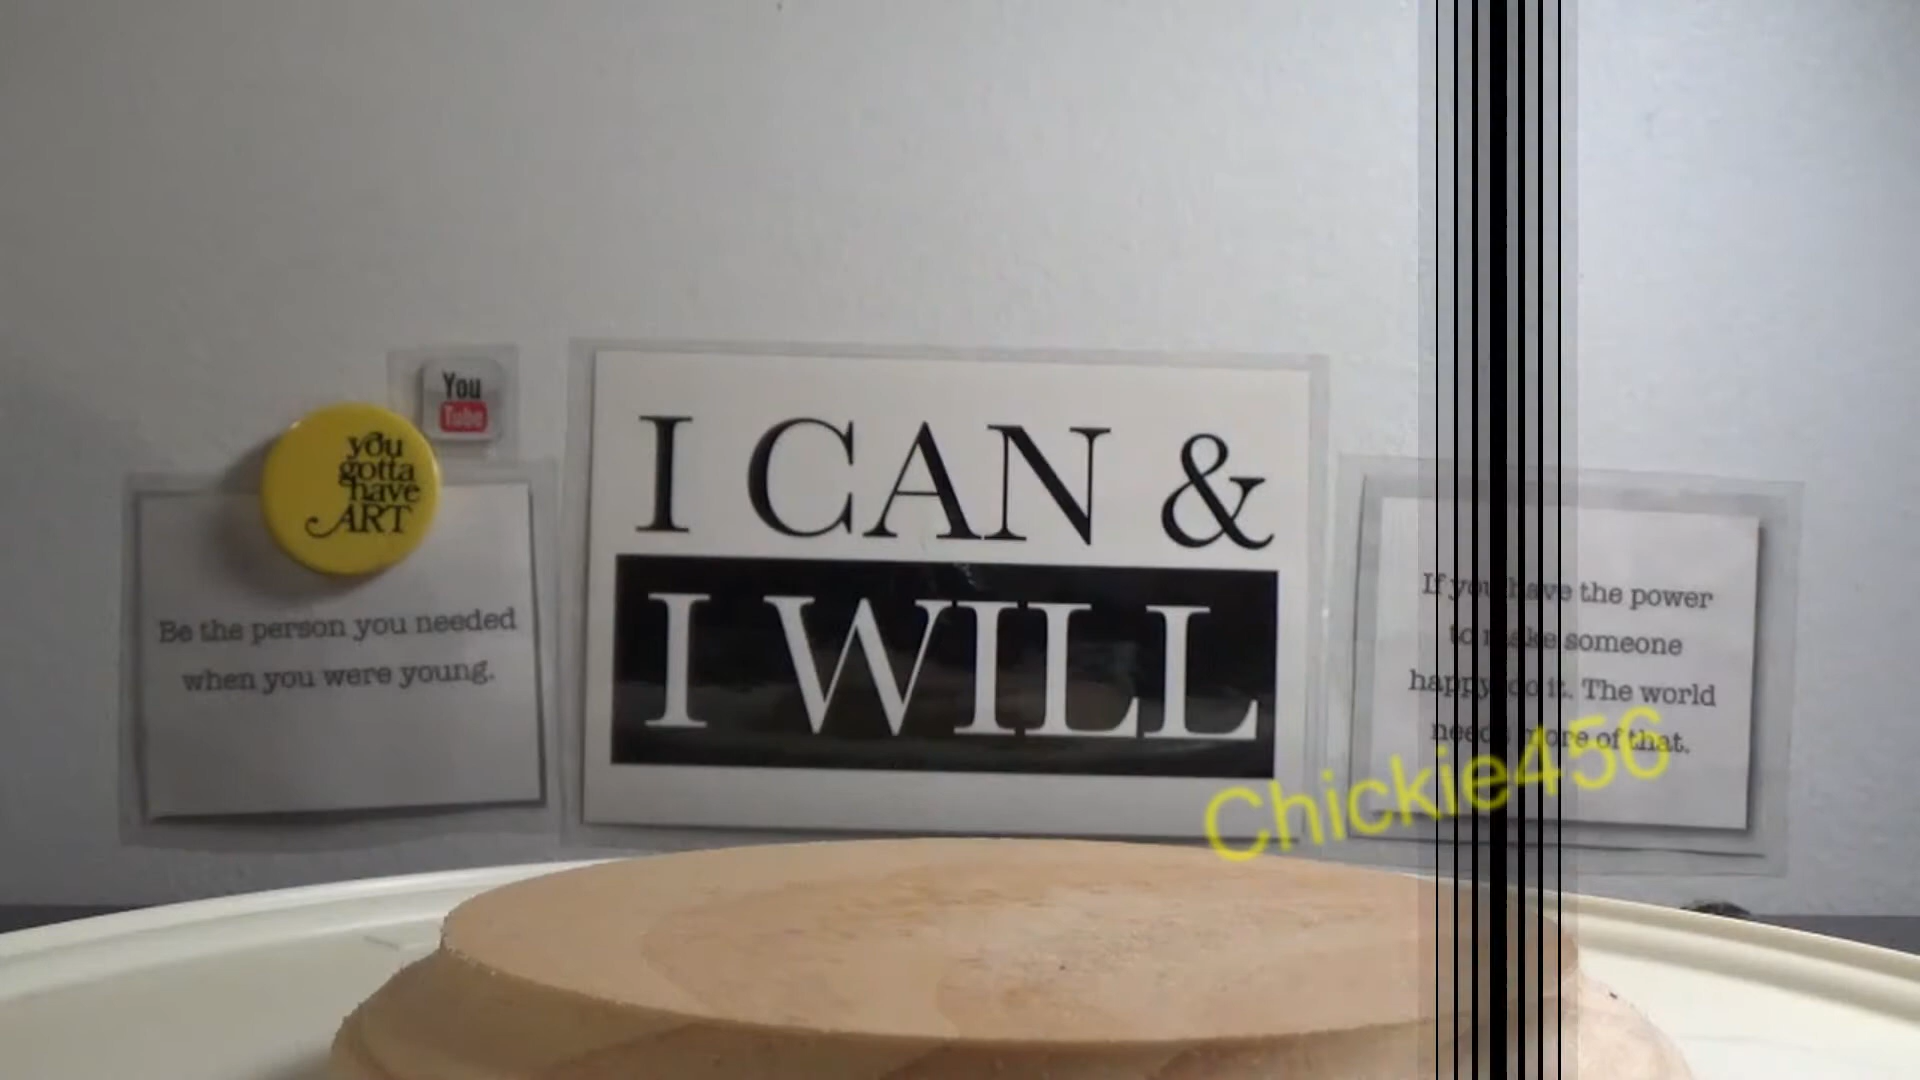 You
Tube
you
gotta
have
ART
Be the person you needed
when you were young.
I CAN &
I WILL
If you have the power
to make someone
happy, do it. The world
needs more of that.
Chickie456